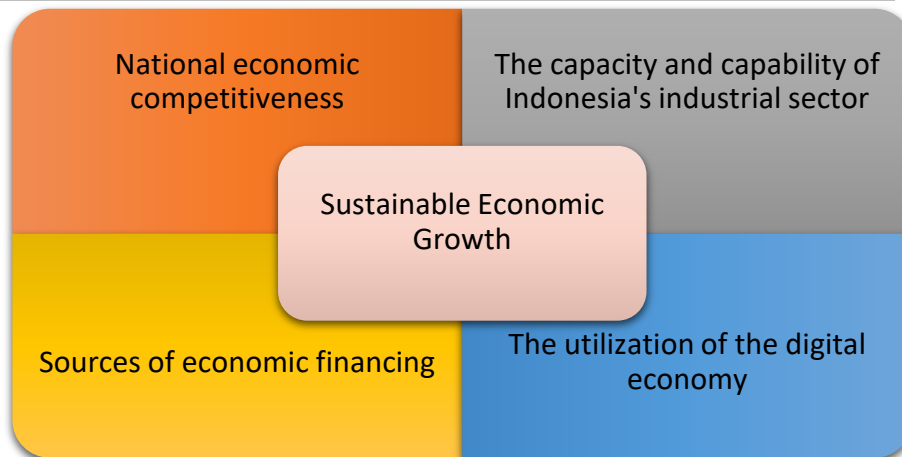 National economic
competitiveness
The capacity and capability of
Indonesia's industrial sector
Sustainable Economic
Growth
Sources of economic financing
The utilization of the digital
economy